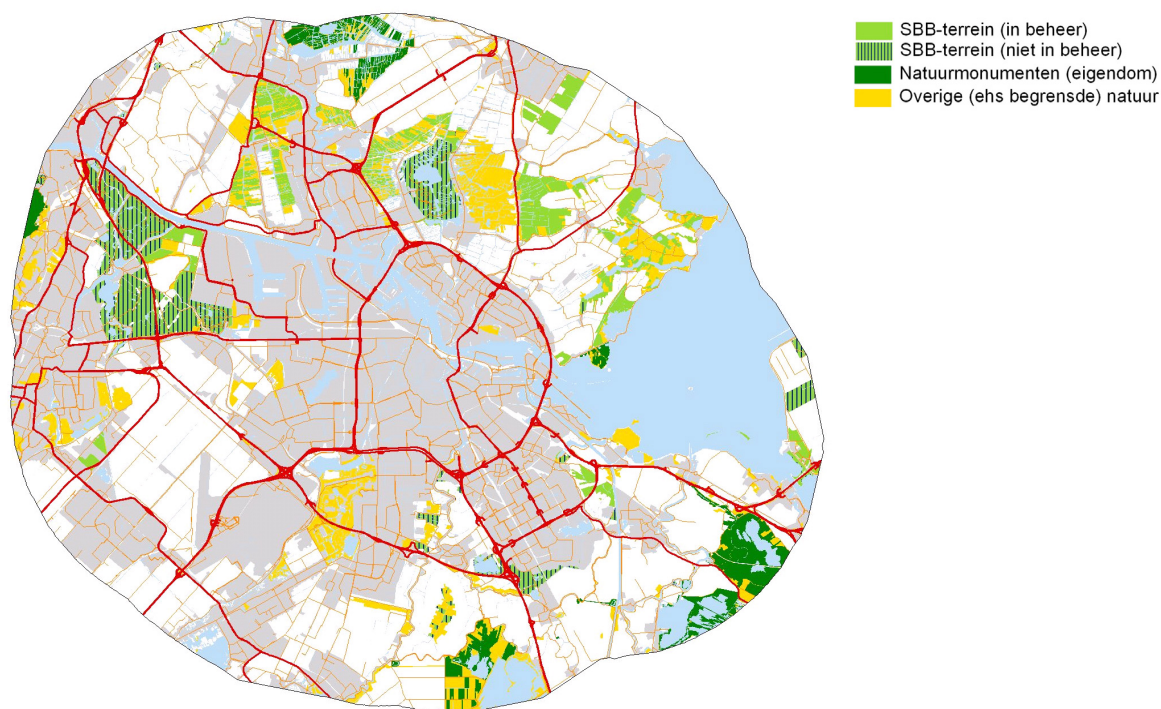 SBB-terrein (in beheer)
SBB-terrein (niet in beheer)
Natuurmonumenten (eigendom)
Overige (ehs begrensde) natuur